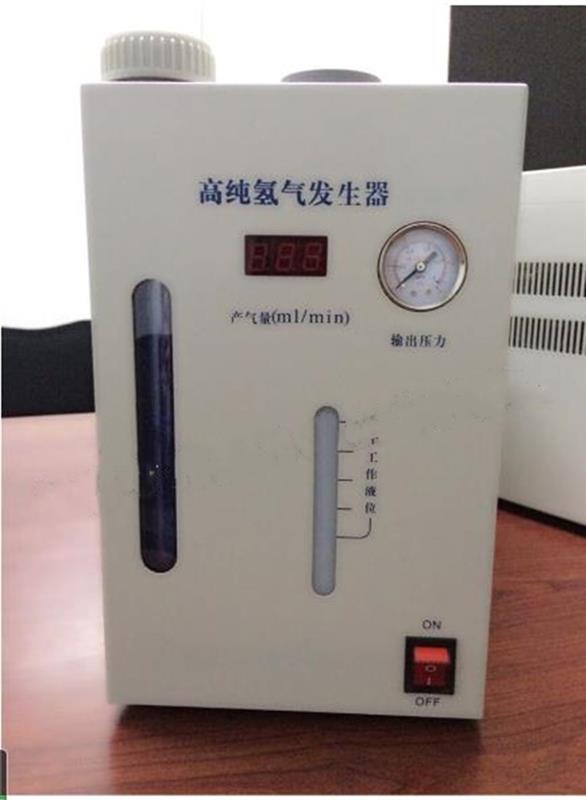 高纯氢气发生器
产气量(ml/min)
输出压力
工作液位
ON
OFF